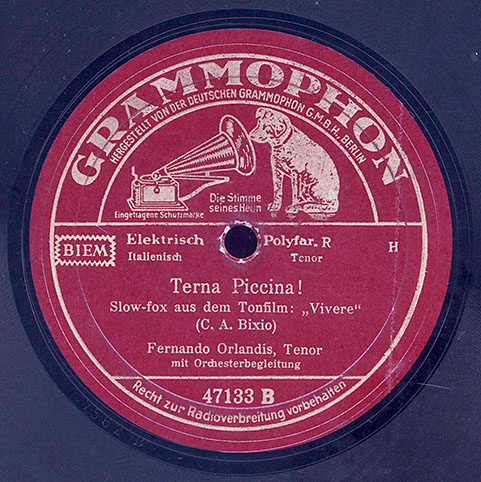 GRAMMOPHON
HERGESTELLT VON DER DEUTSCHEN GRAMMOPHON G.M.B.H., BERLIN
Die Stimme
seines Herrn
Eingetragene Schutzmarke
BIEM Elektrisch Polyfar. R H
Italienisch Tenor
Terna Piccina!
Slow-fox aus dem Tonfilm: „Vivere“
(C. A. Bixio)
Fernando Orlandis, Tenor
mit Orchesterbegleitung
47133 B
Recht zur Radioverbreitung vorbehalten